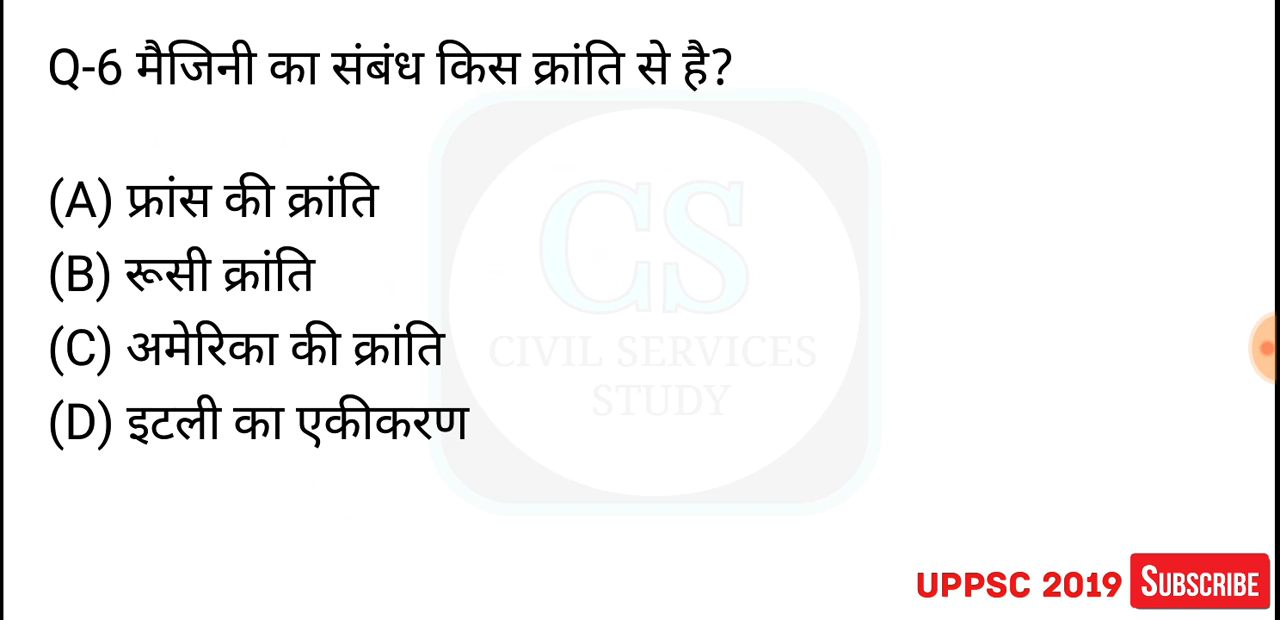 Q-6 मैजिनी का संबंध किस क्रांति से है?
(A) फ्रांस की क्रांति
(B) रूसी क्रांति
(C) अमेरिका की क्रांति
(D) इटली का एकीकरण
CS
CIVIL SERVICES
STUDY
UPPSC 2019 SUBSCRIBE